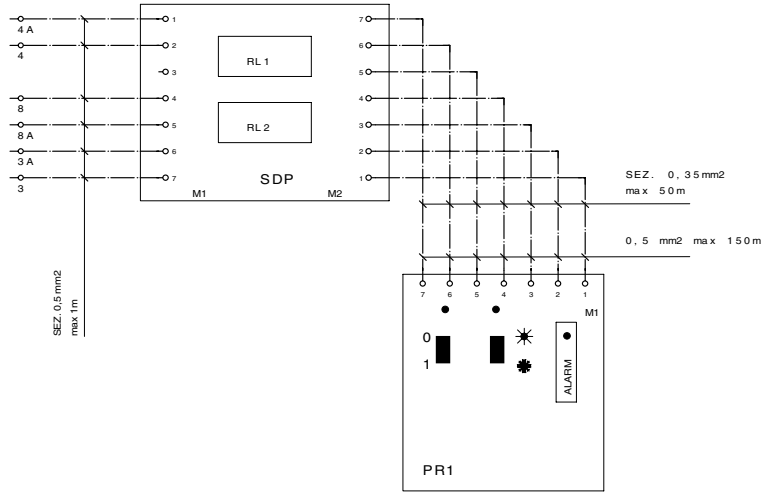 4 A
4
8
8 A
3 A
3
1
2
3
4
5
6
7
RL 1
RL 2
SDP
M1
M2
7
6
5
4
3
2
1
SEZ. 0,5 mm2
max 1m
SEZ. 0, 35mm2
max 50m
0, 5 mm2 max 150m
7 6 5 4 3 2 1
M1
0
1
ALARM
PR1